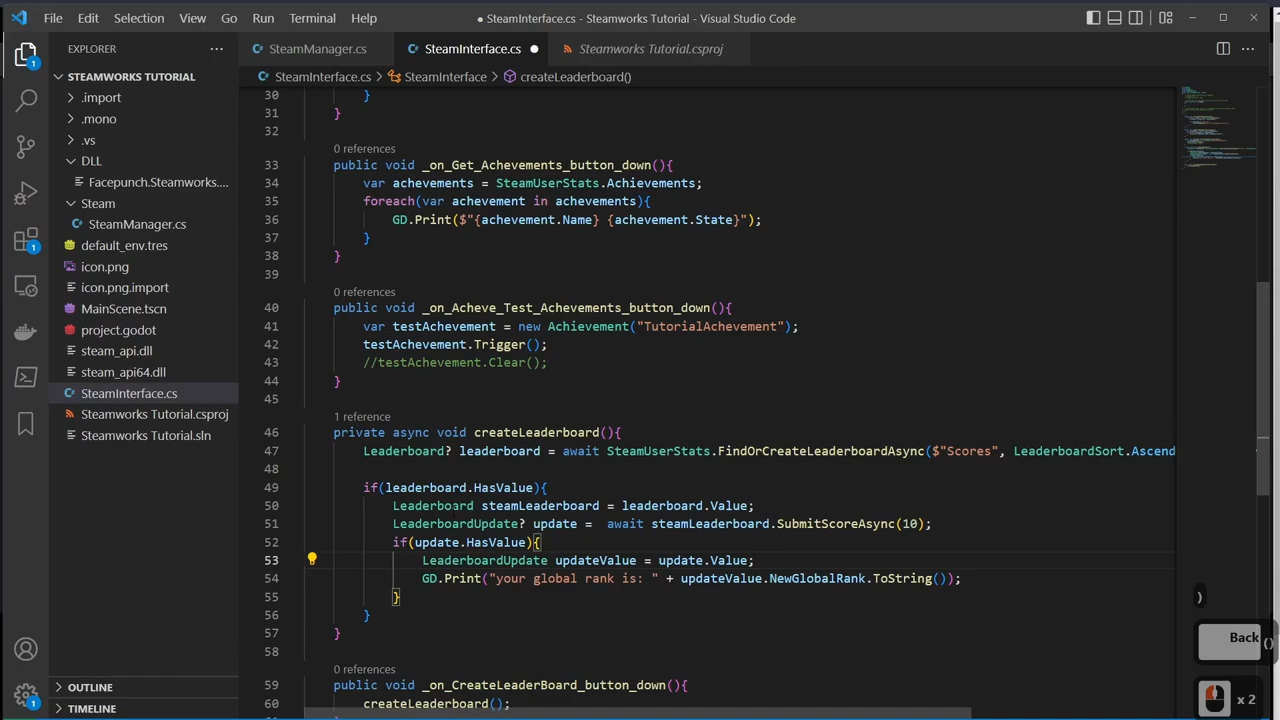 File Edit Selection View Go Run Terminal Help
● SteamInterface.cs - Steamworks Tutorial - Visual Studio Code
EXPLORER
STEAMWORKS TUTORIAL
.import
.mono
.vs
DLL
Facepunch.Steamworks....
Steam
SteamManager.cs
default_env.tres
icon.png
icon.png.import
MainScene.tscn
project.godot
steam_api.dll
steam_api64.dll
SteamInterface.cs
Steamworks Tutorial.csproj
Steamworks Tutorial.sln
OUTLINE
TIMELINE
1
1
1
SteamManager.cs SteamInterface.cs ● Steamworks Tutorial.csproj
SteamInterface.cs > SteamInterface > createLeaderboard()
30 }
31 }
32
0 references
33 public void _on_Get_Achevements_button_down(){
34 var achevements = SteamUserStats.Achievements;
35 foreach(var achevement in achevements){
36 GD.Print($"{achevement.Name} {achevement.State}");
37 }
38 }
39
0 references
40 public void _on_Acheve_Test_Achevements_button_down(){
41 var testAchevement = new Achievement("TutorialAchevement");
42 testAchevement.Trigger();
43 //testAchevement.Clear();
44 }
45
1 reference
46 private async void createLeaderboard(){
47 Leaderboard? leaderboard = await SteamUserStats.FindOrCreateLeaderboardAsync($"Scores", LeaderboardSort.Ascend
48
49 if(leaderboard.HasValue){
50 Leaderboard steamLeaderboard = leaderboard.Value;
51 LeaderboardUpdate? update = await steamLeaderboard.SubmitScoreAsync(10);
52 if(update.HasValue){
53 LeaderboardUpdate updateValue = update.Value;
54 GD.Print("your global rank is: " + updateValue.NewGlobalRank.ToString());
55 }
56 }
57 }
58
0 references
59 public void _on_CreateLeaderBoard_button_down(){
60 createLeaderboard();
)
Back ()
x 2